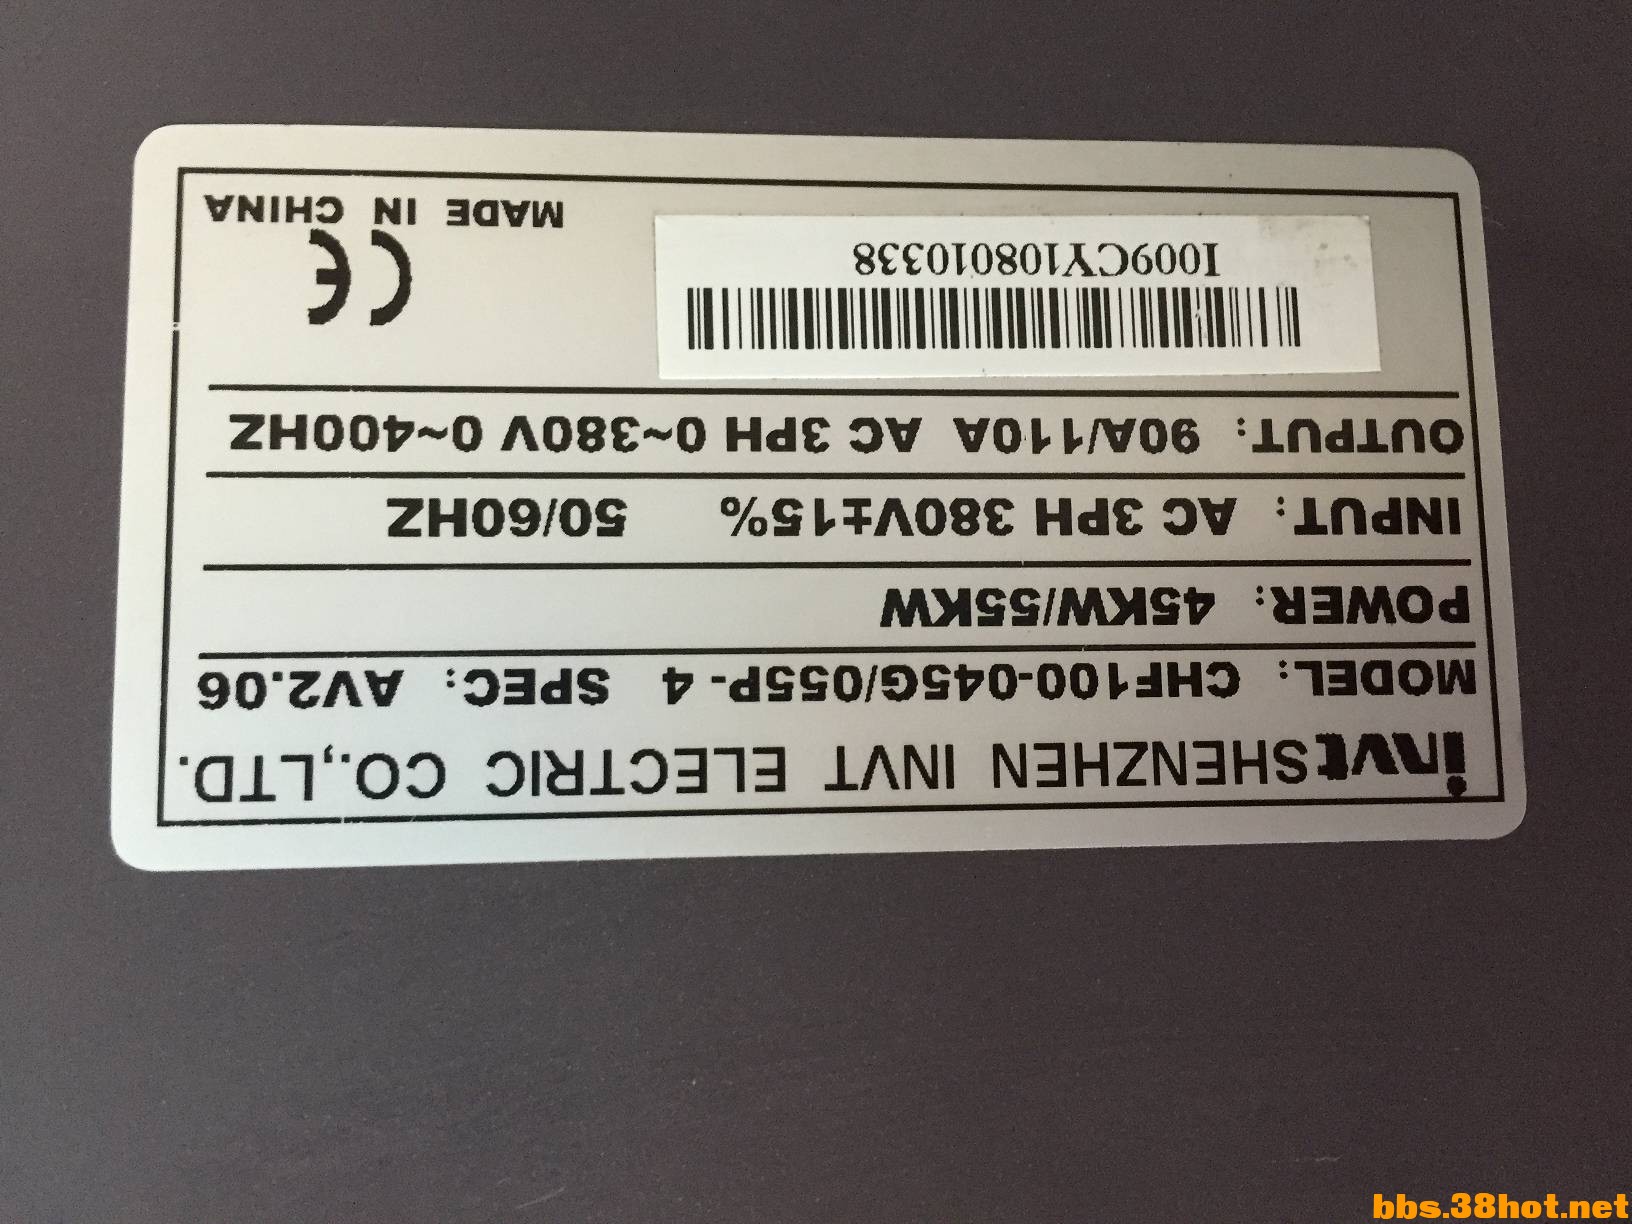 invt SHENZHEN INVT ELECTRIC CO.,LTD.
MODEL: CHF100-045G/055P-4 SPEC: AV2.06
POWER: 45KW/55KW
INPUT: AC 3PH 380V±15% 50/60HZ
OUTPUT: 90A/110A AC 3PH 0~380V 0~400HZ
I009CY108010338
CE
MADE IN CHINA
bbs.38hot.net